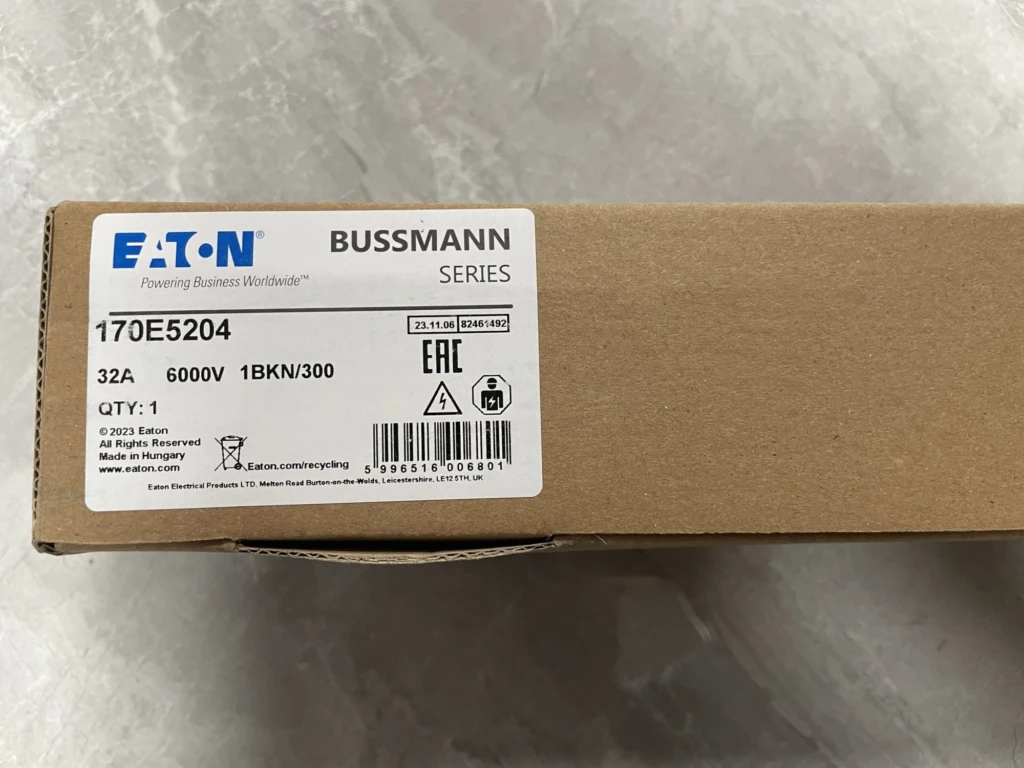 EATON®
Powering Business Worldwide™
BUSSMANN
SERIES
170E5204
23.11.06 82461492
32A 6000V 1BKN/300
EAC
QTY: 1
© 2023 Eaton
All Rights Reserved
Made in Hungary
www.eaton.com
Eaton.com/recycling
5 996516 006801
Eaton Electrical Products LTD, Melton Road Burton-on-the-Wolds, Leicestershire, LE12 5TH, UK